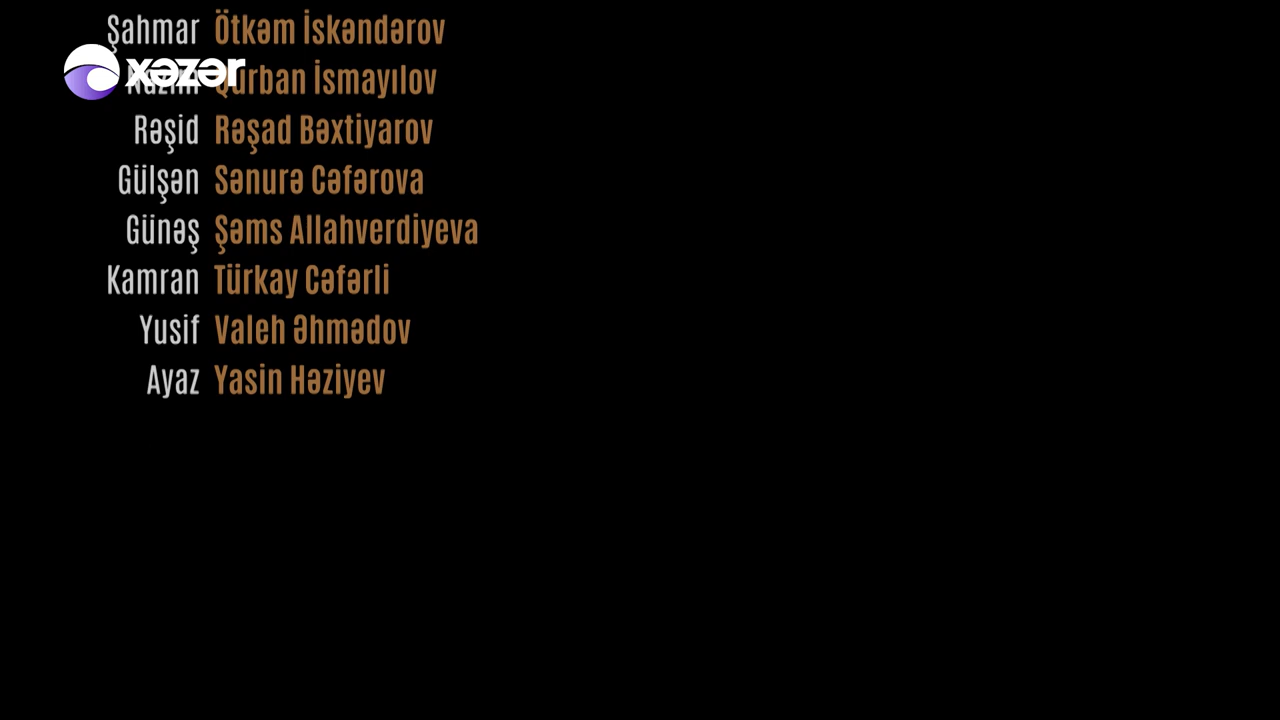 Şahmar Ötkəm İskəndərov
xəzər
Qurban İsmayılov
Rəşid Rəşad Bəxtiyarov
Gülşən Sənurə Cəfərova
Günəş Şəms Allahverdiyeva
Kamran Türkay Cəfərli
Yusif Valeh Əhmədov
Ayaz Yasin Həziyev